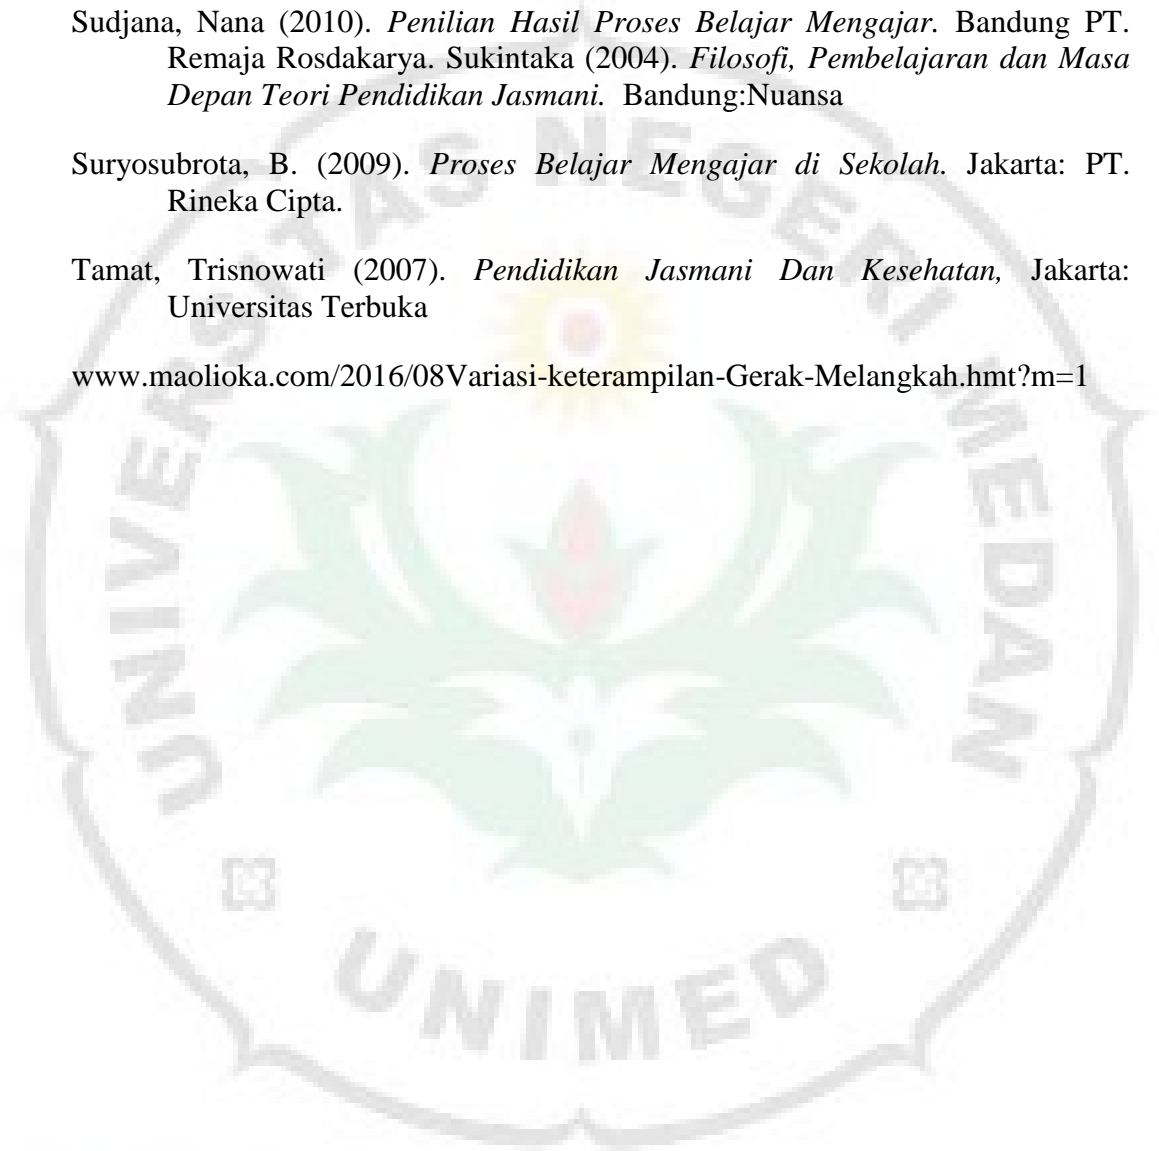 Sudjana, Nana (2010). Penilian Hasil Proses Belajar Mengajar. Bandung PT.
Remaja Rosdakarya. Sukintaka (2004). Filosofi, Pembelajaran dan Masa
Depan Teori Pendidikan Jasmani. Bandung:Nuansa
Suryosubrota, B. (2009). Proses Belajar Mengajar di Sekolah. Jakarta: PT.
Rineka Cipta.
Tamat, Trisnowati (2007). Pendidikan Jasmani Dan Kesehatan, Jakarta:
Universitas Terbuka
www.maolioka.com/2016/08Variasi-keterampilan-Gerak-Melangkah.hmt?m=1
UNIVERSITAS NEGERI MEDAN
UNIMED